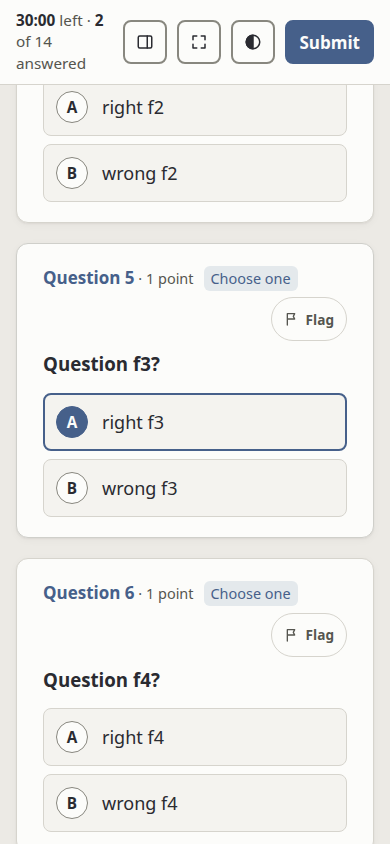 30:00 left · 2
of 14
answered
Submit
A right f2
B wrong f2
Question 5 · 1 point Choose one
Flag
Question f3?
A right f3
B wrong f3
Question 6 · 1 point Choose one
Flag
Question f4?
A right f4
B wrong f4